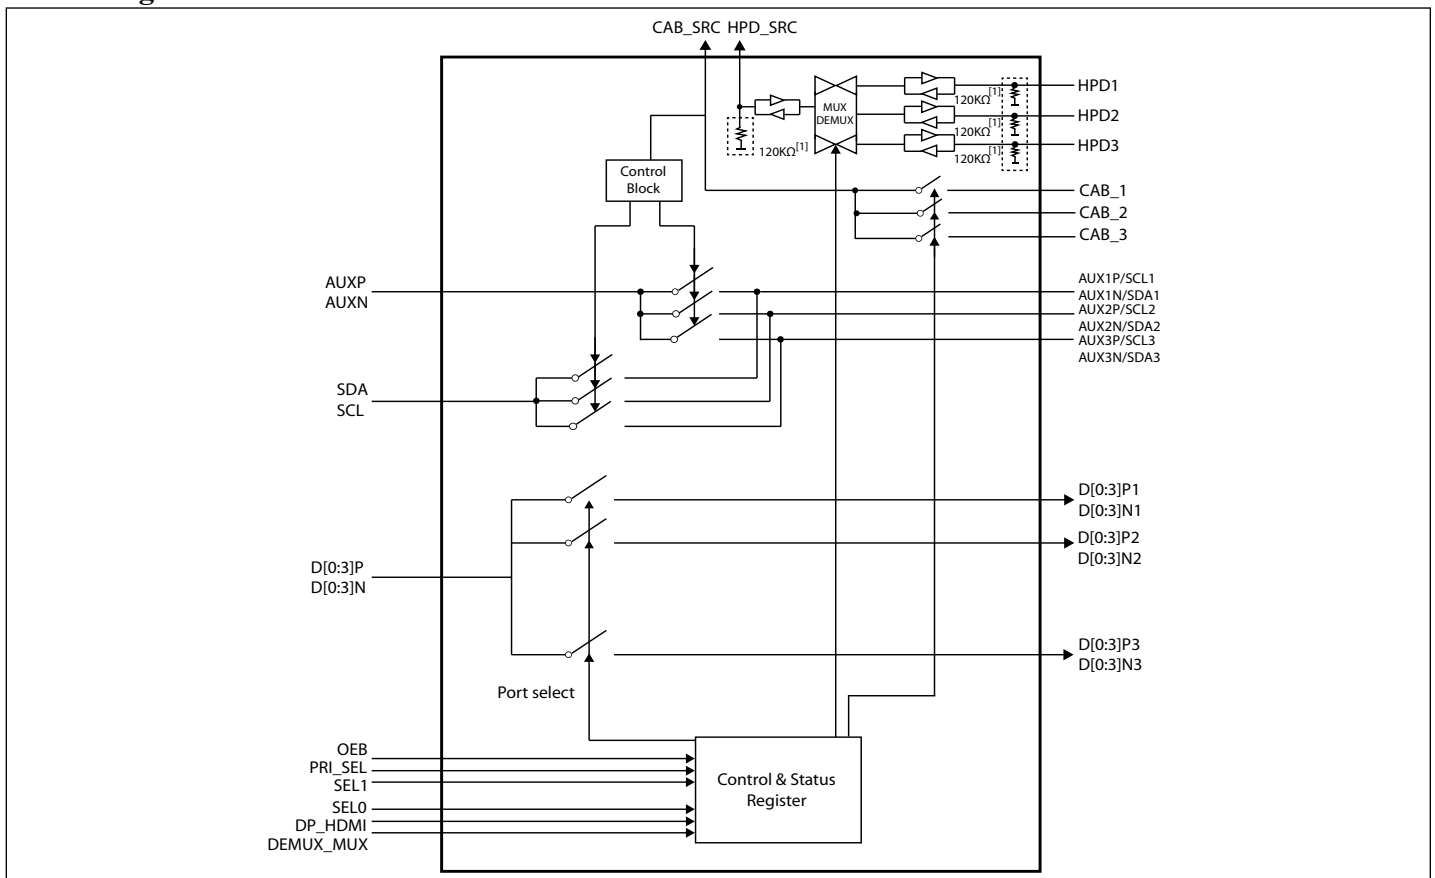 CAB_SRC HPD_SRC
HPD1
120KΩ[1]
MUX
DEMUX
HPD2
120KΩ[1]
HPD3
120KΩ[1]
120KΩ[1]
Control
Block
CAB_1
CAB_2
CAB_3
AUXP
AUXN
AUX1P/SCL1
AUX1N/SDA1
AUX2P/SCL2
AUX2N/SDA2
AUX3P/SCL3
AUX3N/SDA3
SDA
SCL
D[0:3]P1
D[0:3]N1
D[0:3]P2
D[0:3]N2
D[0:3]P
D[0:3]N
D[0:3]P3
D[0:3]N3
Port select
OEB
PRI_SEL
SEL1
SEL0
DP_HDMI
DEMUX_MUX
Control & Status
Register